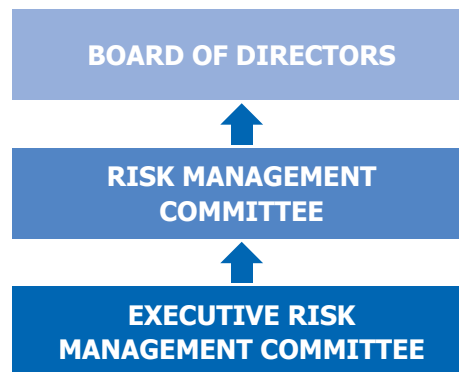 BOARD OF DIRECTORS
RISK MANAGEMENT
COMMITTEE
EXECUTIVE RISK
MANAGEMENT COMMITTEE